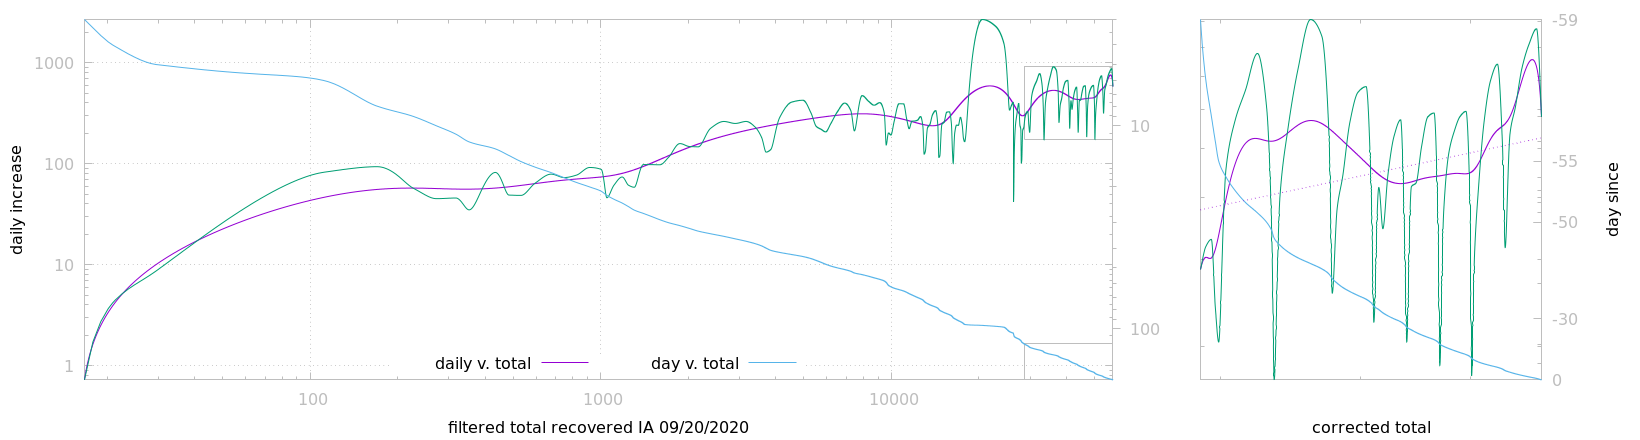 daily increase
1000
100
10
1
daily v. total
day v. total
100
1000
10000
filtered total recovered IA 09/20/2020
10
100
-59
-55
-50
-30
0
day since
corrected total